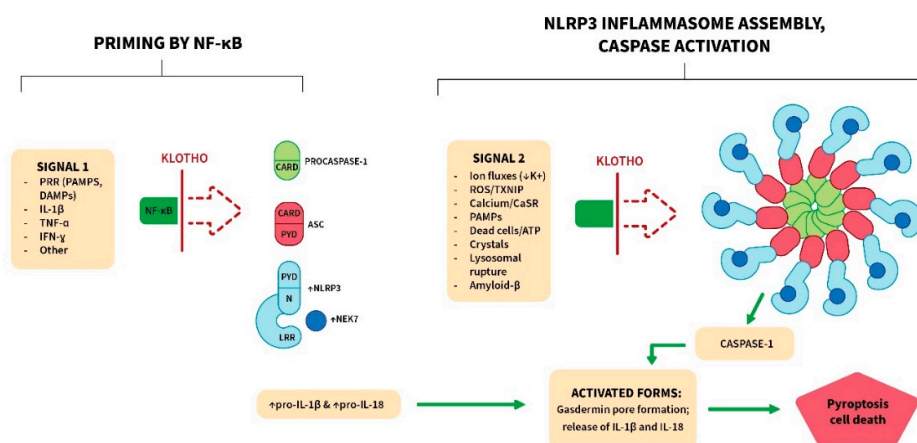 PRIMING BY NF-κB
SIGNAL 1
- PRR (PAMPS,
DAMPs)
- IL-1β
- TNF-α
- IFN-γ
- Other
KLOTHO
NF-κB
CARD
PROCASPASE-1
CARD
PYD
ASC
PYD
N
LRR
↑NLRP3
↑NEK7
NLRP3 INFLAMMASOME ASSEMBLY,
CASPASE ACTIVATION
SIGNAL 2
- Ion fluxes (↓K+)
- ROS/TXNIP
- Calcium/CaSR
- PAMPs
- Dead cells/ATP
- Crystals
- Lysosomal
rupture
- Amyloid-β
KLOTHO
CASPASE-1
↑pro-IL-1β & ↑pro-IL-18
ACTIVATED FORMS:
Gasdermin pore formation;
release of IL-1β and IL-18
Pyroptosis
cell death